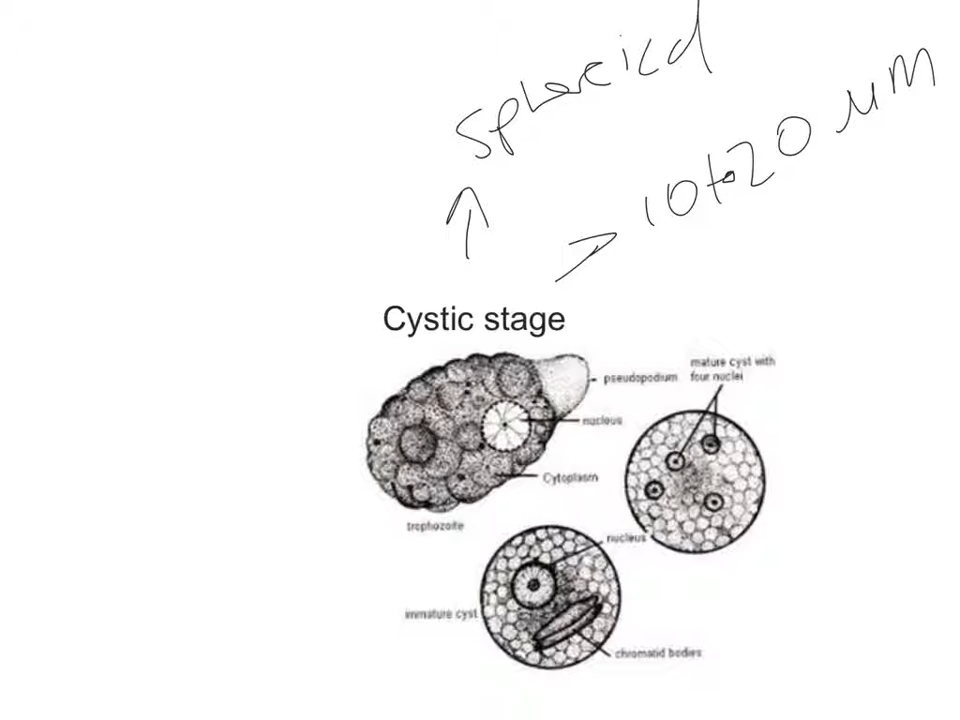 spherical
10 to 20 µm
Cystic stage
mature cyst with
four nuclei
pseudopodium
nucleus
Cytoplasm
trophozoite
nucleus
immature cyst
chromatid bodies